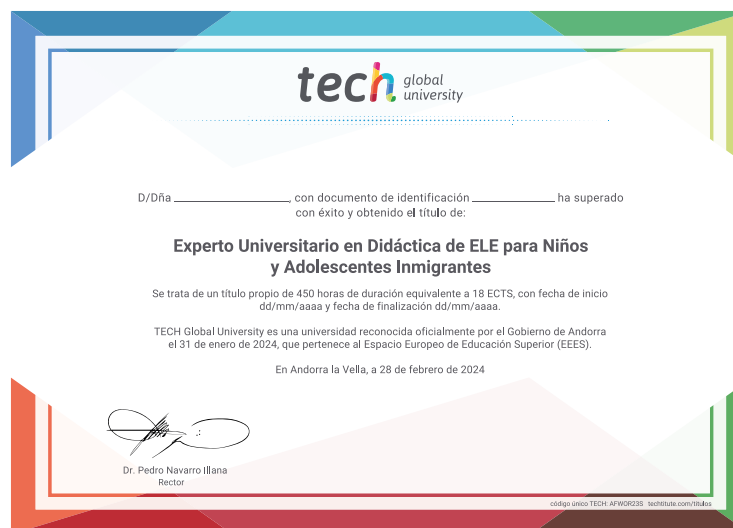 tech global university
D/Dña ____________________, con documento de identificación ______________ ha superado
con éxito y obtenido el título de:
Experto Universitario en Didáctica de ELE para Niños
y Adolescentes Inmigrantes
Se trata de un título propio de 450 horas de duración equivalente a 18 ECTS, con fecha de inicio
dd/mm/aaaa y fecha de finalización dd/mm/aaaa.
TECH Global University es una universidad reconocida oficialmente por el Gobierno de Andorra
el 31 de enero de 2024, que pertenece al Espacio Europeo de Educación Superior (EEES).
En Andorra la Vella, a 28 de febrero de 2024
Dr. Pedro Navarro Illana
Rector
código único TECH: AFWOR23S techtitute.com/titulos